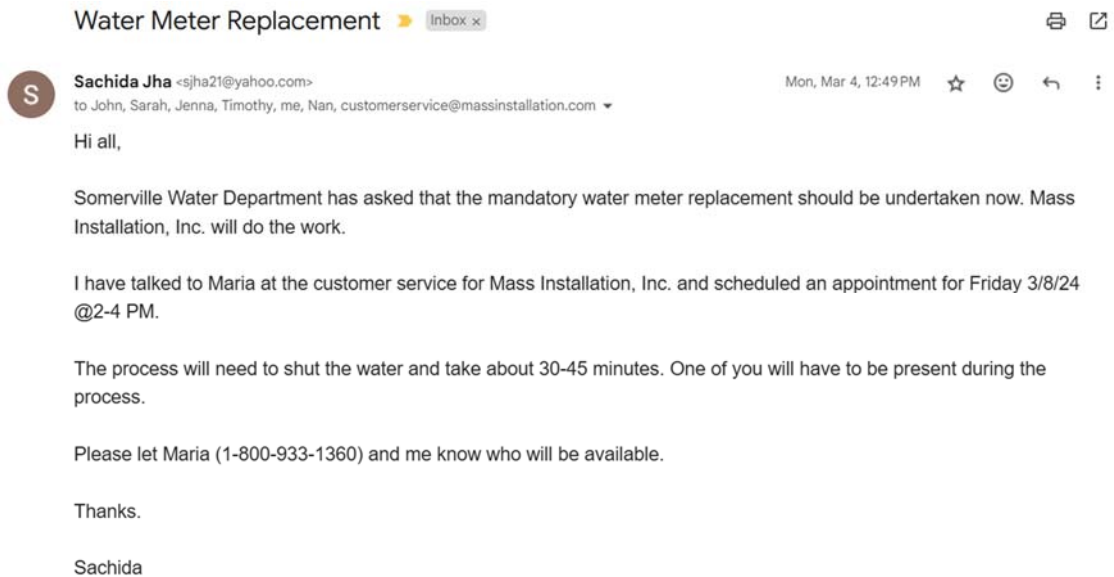 Water Meter Replacement Inbox ×
S
Sachida Jha <sjha21@yahoo.com> Mon, Mar 4, 12:49 PM
to John, Sarah, Jenna, Timothy, me, Nan, customerservice@massinstallation.com
Hi all,
Somerville Water Department has asked that the mandatory water meter replacement should be undertaken now. Mass
Installation, Inc. will do the work.
I have talked to Maria at the customer service for Mass Installation, Inc. and scheduled an appointment for Friday 3/8/24
@2-4 PM.
The process will need to shut the water and take about 30-45 minutes. One of you will have to be present during the
process.
Please let Maria (1-800-933-1360) and me know who will be available.
Thanks.
Sachida